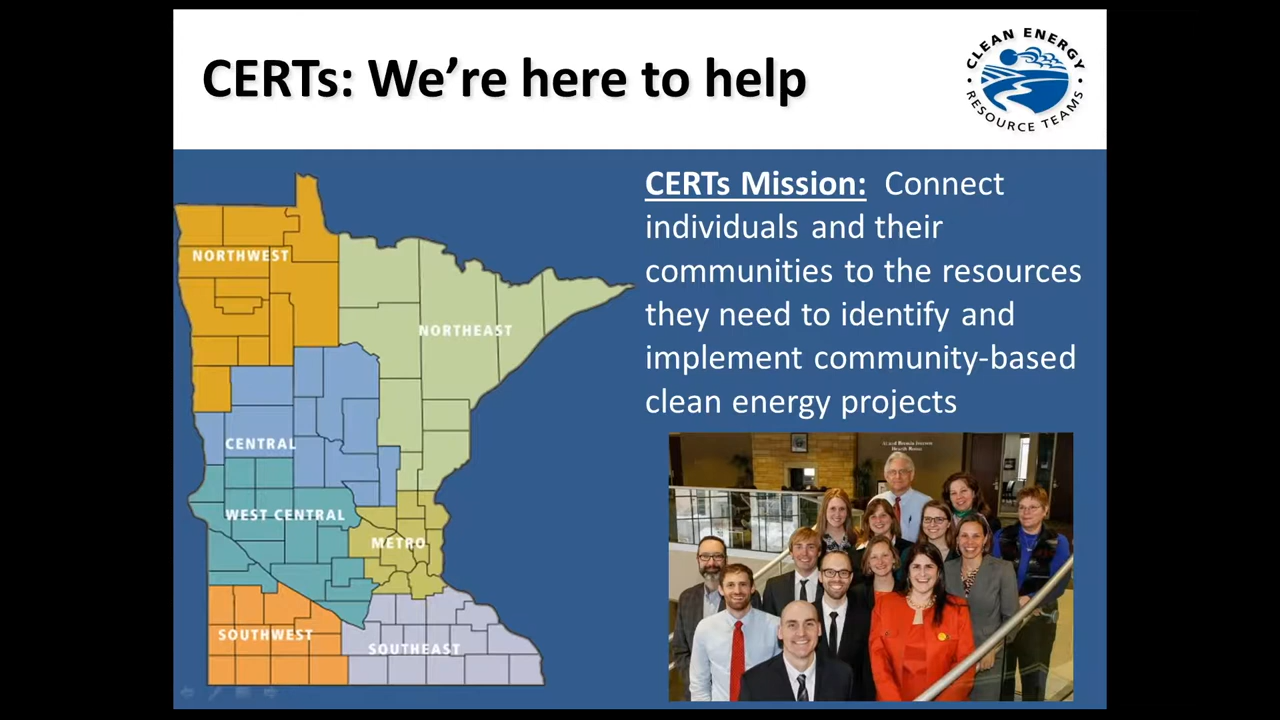 CERTs: We're here to help
CLEAN ENERGY
RESOURCE TEAMS
CERTs Mission: Connect
individuals and their
communities to the resources
they need to identify and
implement community-based
clean energy projects
NORTHWEST
NORTHEAST
CENTRAL
WEST CENTRAL
METRO
SOUTHWEST
SOUTHEAST